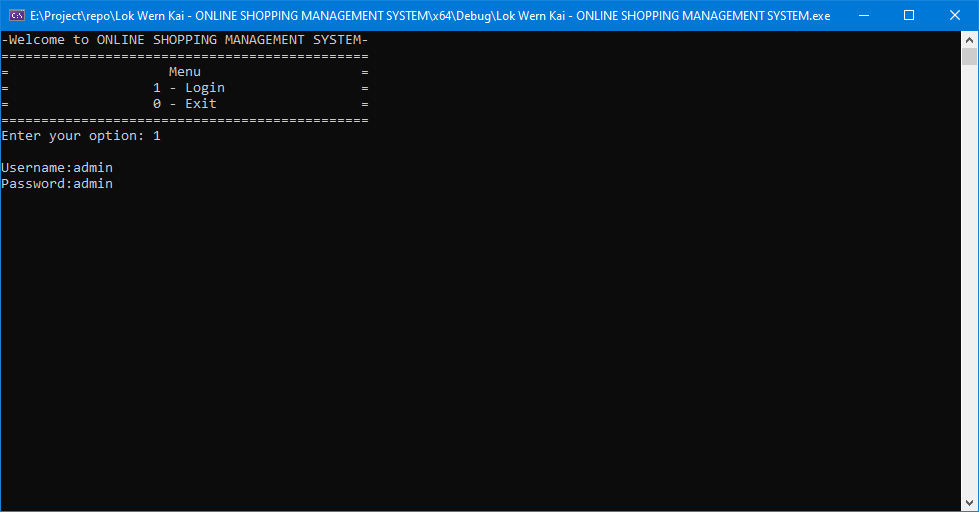 E:\Project\repo\Lok Wern Kai - ONLINE SHOPPING MANAGEMENT SYSTEM\x64\Debug\Lok Wern Kai - ONLINE SHOPPING MANAGEMENT SYSTEM.exe
-Welcome to ONLINE SHOPPING MANAGEMENT SYSTEM-
==============================================
=                    Menu                    =
=                  1 - Login                 =
=                  0 - Exit                  =
==============================================
Enter your option: 1
Username:admin
Password:admin